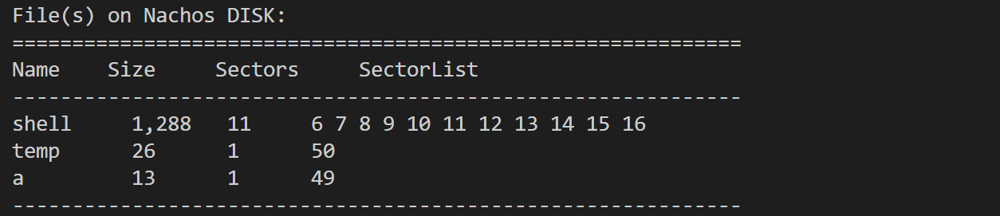 File(s) on Nachos DISK:
=============================================================
Name    Size     Sectors     SectorList
-------------------------------------------------------------
shell     1,288   11     6 7 8 9 10 11 12 13 14 15 16
temp      26      1      50
a         13      1      49
-------------------------------------------------------------